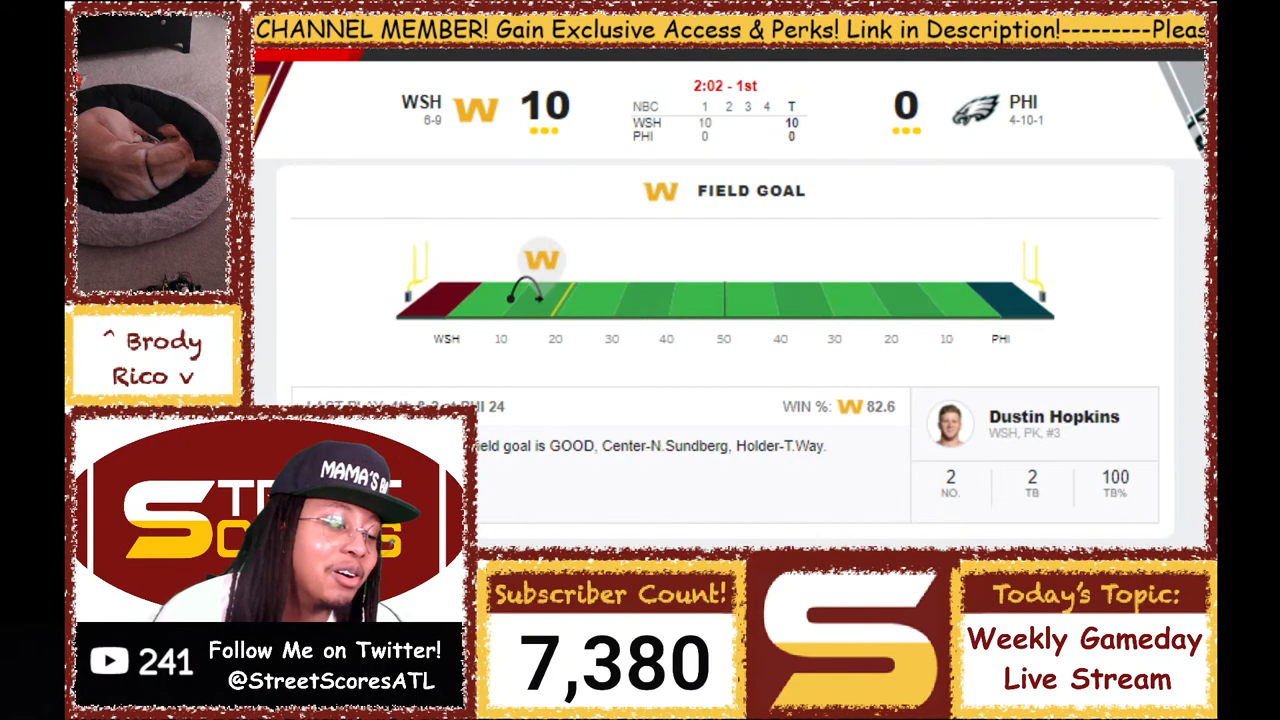 CHANNEL MEMBER! Gain Exclusive Access & Perks! Link in Description!---------Pleas
WSH
6-9
W
10
2:02 - 1st
NBC 1 2 3 4 T
WSH 10 10
PHI 0 0
0
PHI
4-10-1
W FIELD GOAL
W
WSH 10 20 30 40 50 40 30 20 10 PHI
PHI 24
WIN %: W 82.6
ield goal is GOOD, Center-N.Sundberg, Holder-T.Way.
Dustin Hopkins
WSH, PK, #3
2 2 100
NO. TB TB%
^ Brody
Rico v
MAMA'S
241
Follow Me on Twitter!
@StreetScoresATL
Subscriber Count!
7,380
S
Today's Topic:
Weekly Gameday
Live Stream